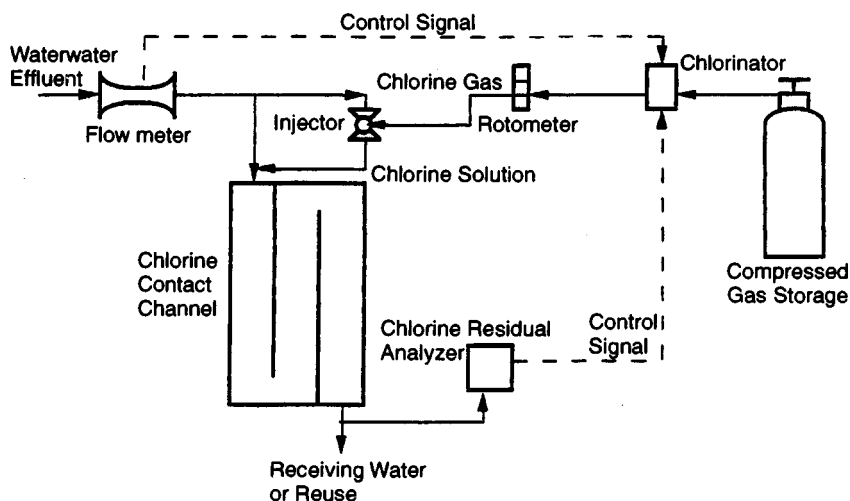 Control Signal
Waterwater
Effluent
Flow meter
Injector
Chlorine Gas
Rotometer
Chlorinator
Chlorine Solution
Chlorine
Contact
Channel
Chlorine Residual
Analyzer
Control
Signal
Compressed
Gas Storage
Receiving Water
or Reuse